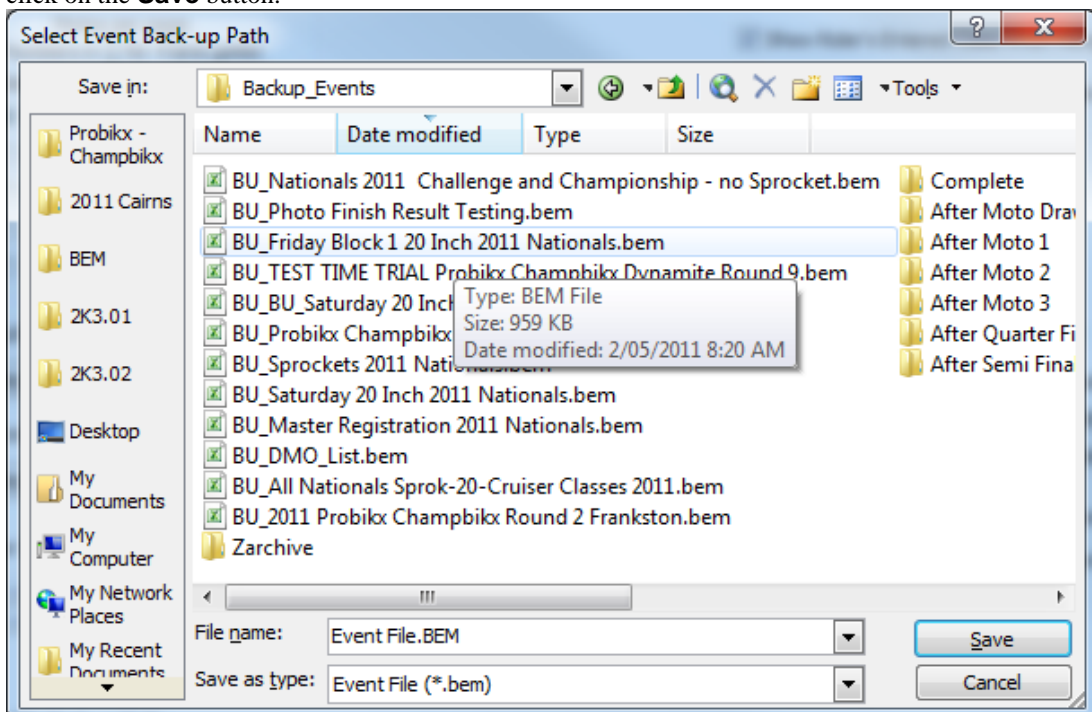 click on the Save button.
Select Event Back-up Path
Save in:
Backup_Events
Tools
Probikx -
Champbikx
2011 Cairns
BEM
2K3.01
2K3.02
Desktop
My
Documents
My
Computer
My Network
Places
My Recent
Documents
Name Date modified Type Size
BU_Nationals 2011 Challenge and Championship - no Sprocket.bem
BU_Photo Finish Result Testing.bem
BU_Friday Block 1 20 Inch 2011 Nationals.bem
BU_TEST TIME TRIAL Probikx Champbikx Dynamite Round 9.bem
BU_BU_Saturday 20 Inch
BU_Probikx Champbikx
BU_Sprockets 2011 Nationals.bem
BU_Saturday 20 Inch 2011 Nationals.bem
BU_Master Registration 2011 Nationals.bem
BU_DMO_List.bem
BU_All Nationals Sprok-20-Cruiser Classes 2011.bem
BU_2011 Probikx Champbikx Round 2 Frankston.bem
Zarchive
Type: BEM File
Size: 959 KB
Date modified: 2/05/2011 8:20 AM
Complete
After Moto Draw
After Moto 1
After Moto 2
After Moto 3
After Quarter Fi
After Semi Fina
File name: Event File.BEM
Save
Save as type: Event File (*.bem)
Cancel